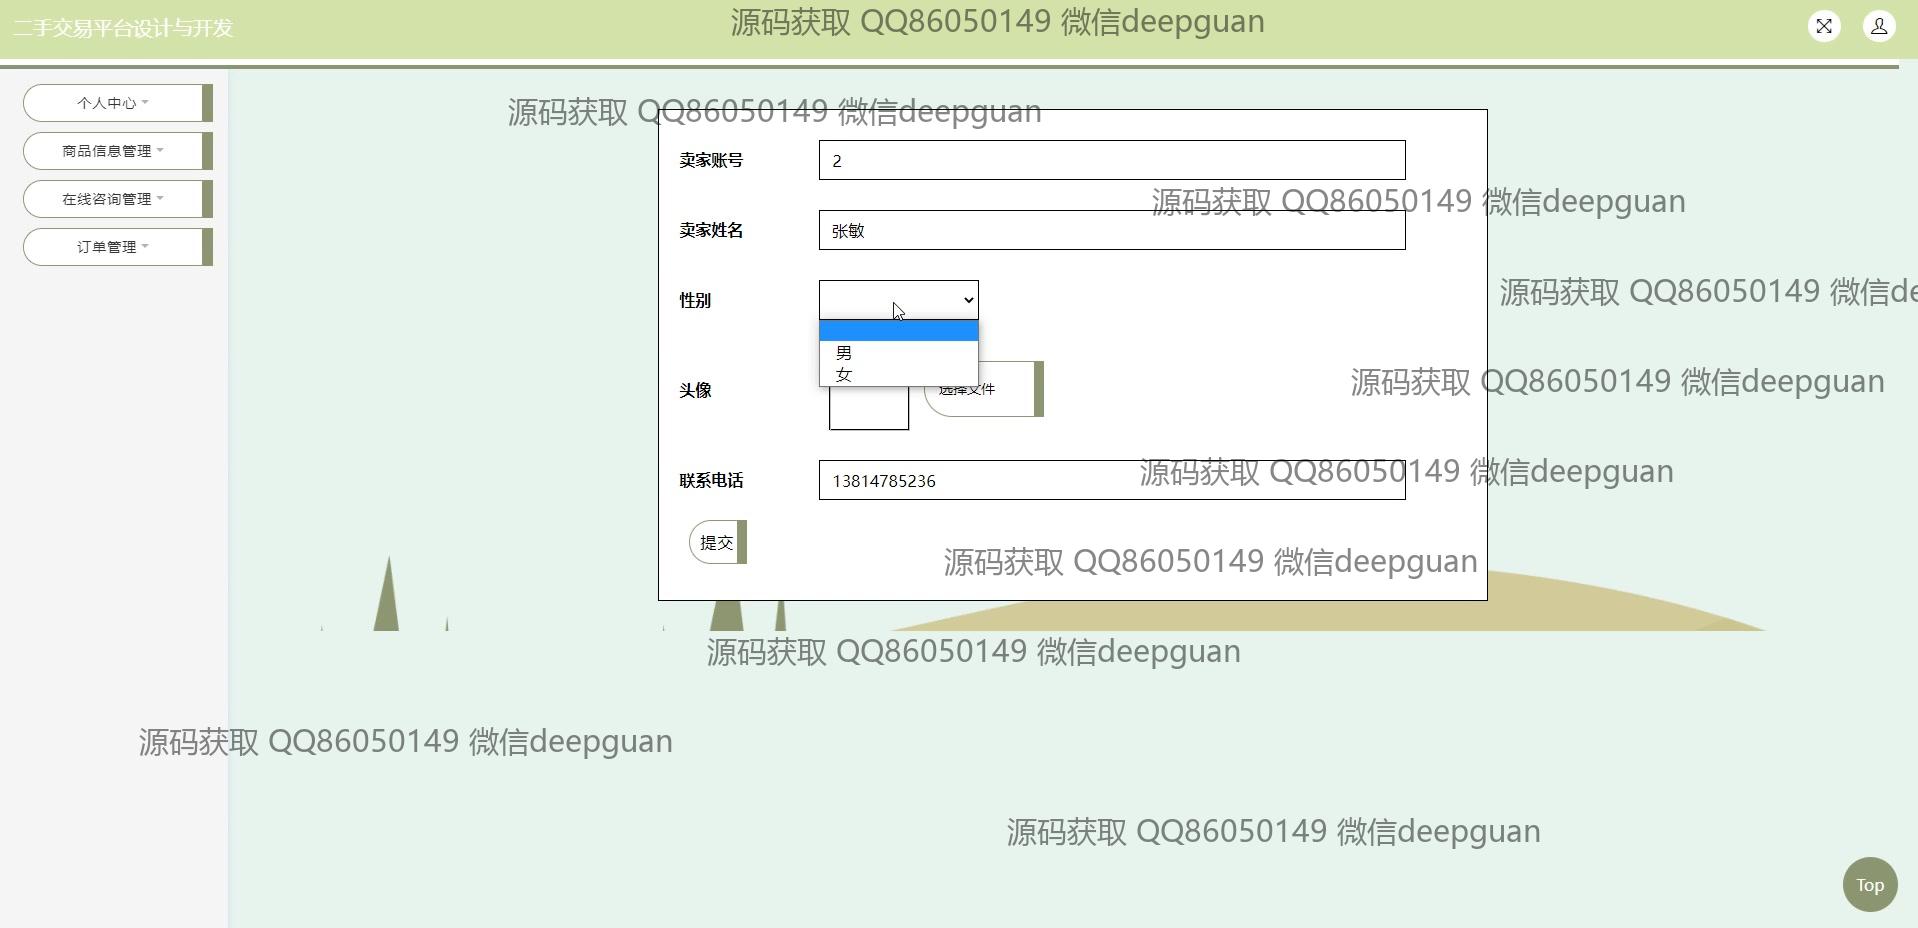 二手交易平台设计与开发
源码获取 QQ86050149 微信deepguan
个人中心
商品信息管理
在线咨询管理
订单管理
源码获取 QQ86050149 微信deepguan
卖家账号
2
源码获取 QQ86050149 微信deepguan
卖家姓名
张敏
源码获取 QQ86050149 微信de
性别
男
女
源码获取 QQ86050149 微信deepguan
头像
选择文件
源码获取 QQ86050149 微信deepguan
联系电话
13814785236
提交
源码获取 QQ86050149 微信deepguan
源码获取 QQ86050149 微信deepguan
源码获取 QQ86050149 微信deepguan
源码获取 QQ86050149 微信deepguan
Top